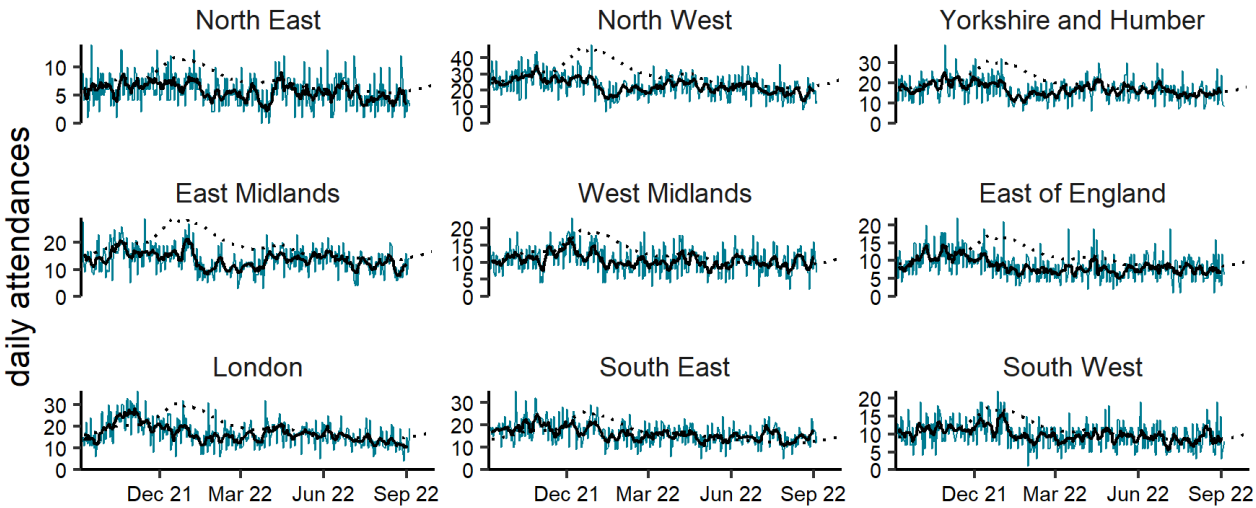 North East North West Yorkshire and Humber
10 40 30
5 30 20
0 20 10
10 0
0
daily attendances
East Midlands West Midlands East of England
20 20 20
10 15 15
0 10 10
5 5
0 0
London South East South West
30 30 20
20 20 15
10 10 10
0 0 5
0
Dec 21 Mar 22 Jun 22 Sep 22 Dec 21 Mar 22 Jun 22 Sep 22 Dec 21 Mar 22 Jun 22 Sep 22